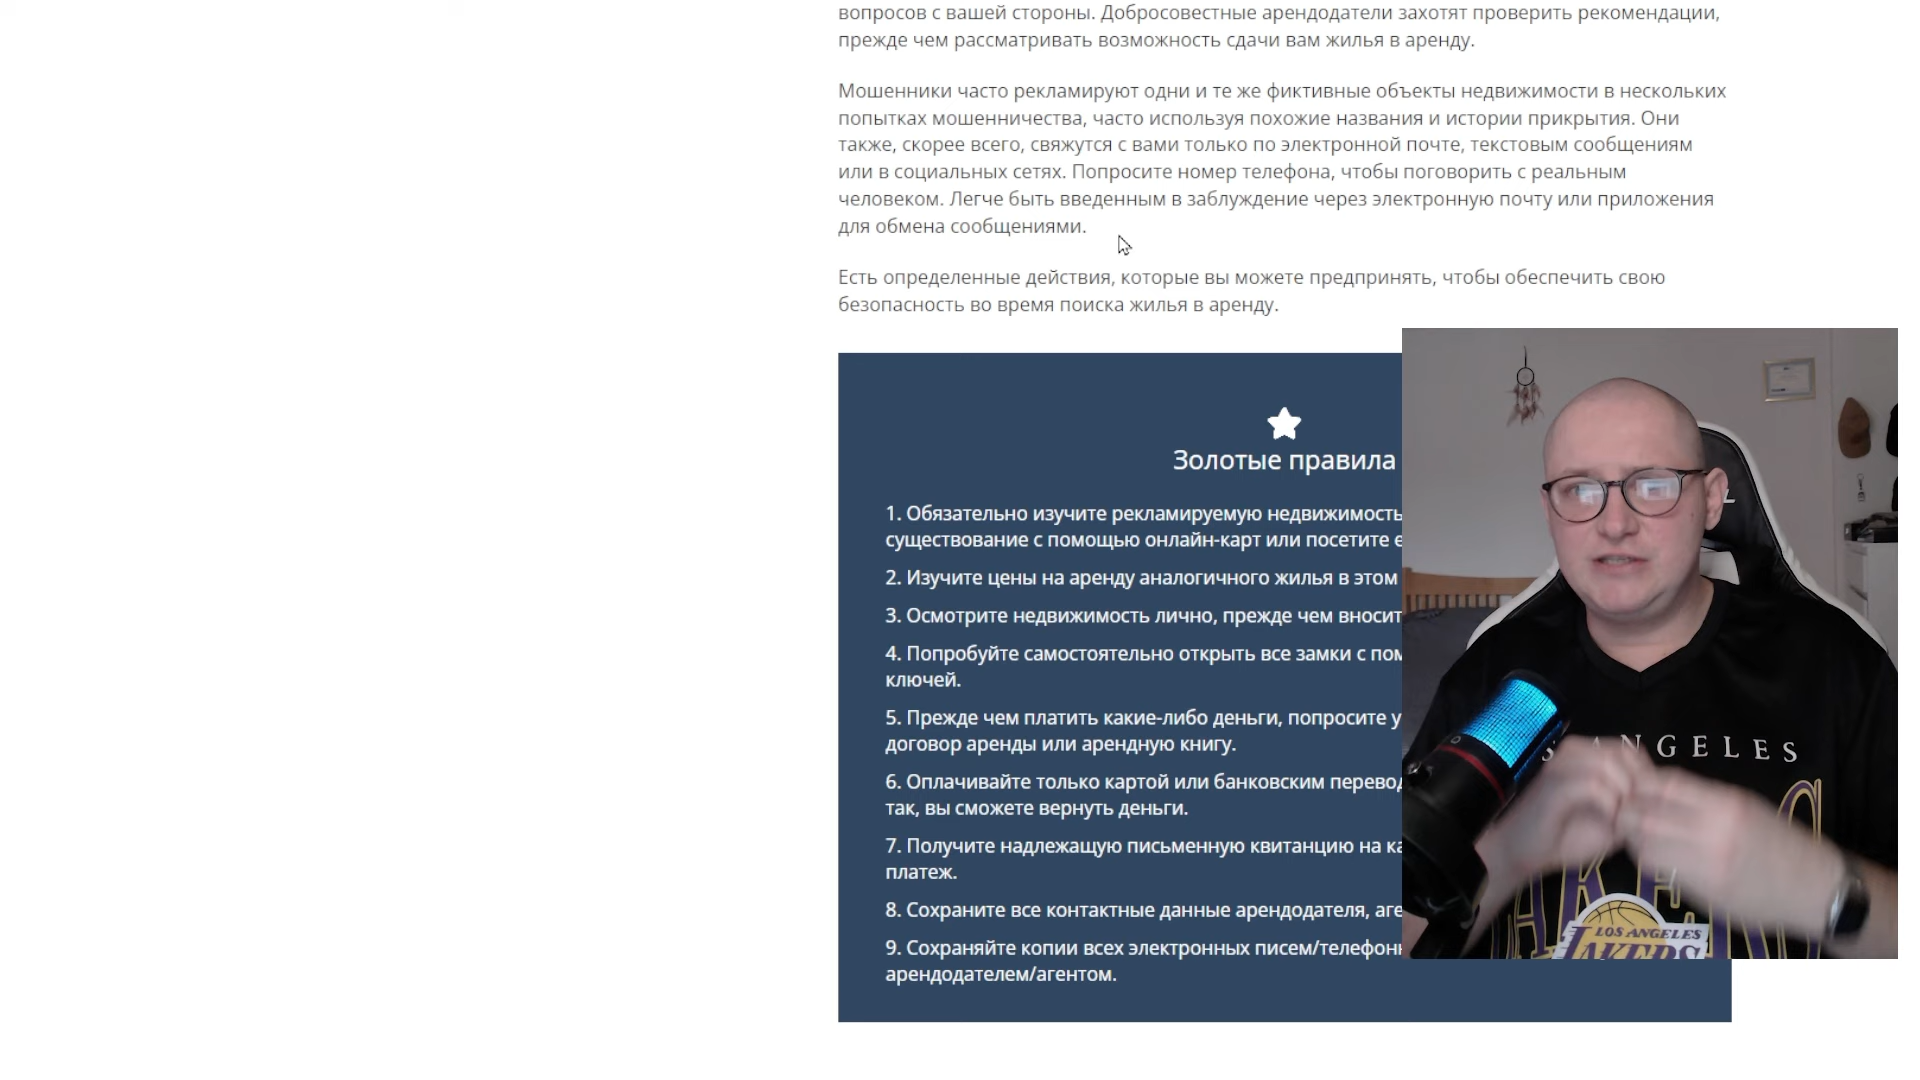 вопросов с вашей стороны. Добросовестные арендодатели захотят проверить рекомендации,
прежде чем рассматривать возможность сдачи вам жилья в аренду.
Мошенники часто рекламируют одни и те же фиктивные объекты недвижимости в нескольких
попытках мошенничества, часто используя похожие названия и истории прикрытия. Они
также, скорее всего, свяжутся с вами только по электронной почте, текстовым сообщениям
или в социальных сетях. Попросите номер телефона, чтобы поговорить с реальным
человеком. Легче быть введенным в заблуждение через электронную почту или приложения
для обмена сообщениями.
Есть определенные действия, которые вы можете предпринять, чтобы обеспечить свою
безопасность во время поиска жилья в аренду.
Золотые правила
1. Обязательно изучите рекламируемую недвижимость
существование с помощью онлайн-карт или посетите
2. Изучите цены на аренду аналогичного жилья в этом
3. Осмотрите недвижимость лично, прежде чем
4. Попробуйте самостоятельно открыть все замки с
ключей.
5. Прежде чем платить какие-либо деньги, попросите
договор аренды или арендную книгу.
6. Оплачивайте только картой или банковским
так, вы сможете вернуть деньги.
7. Получите надлежащую письменную квитанцию на
платеж.
8. Сохраните все контактные данные арендодателя,
9. Сохраняйте копии всех электронных
арендодателем/агентом.
ANGELES
LOS ANGELES
LAKERS